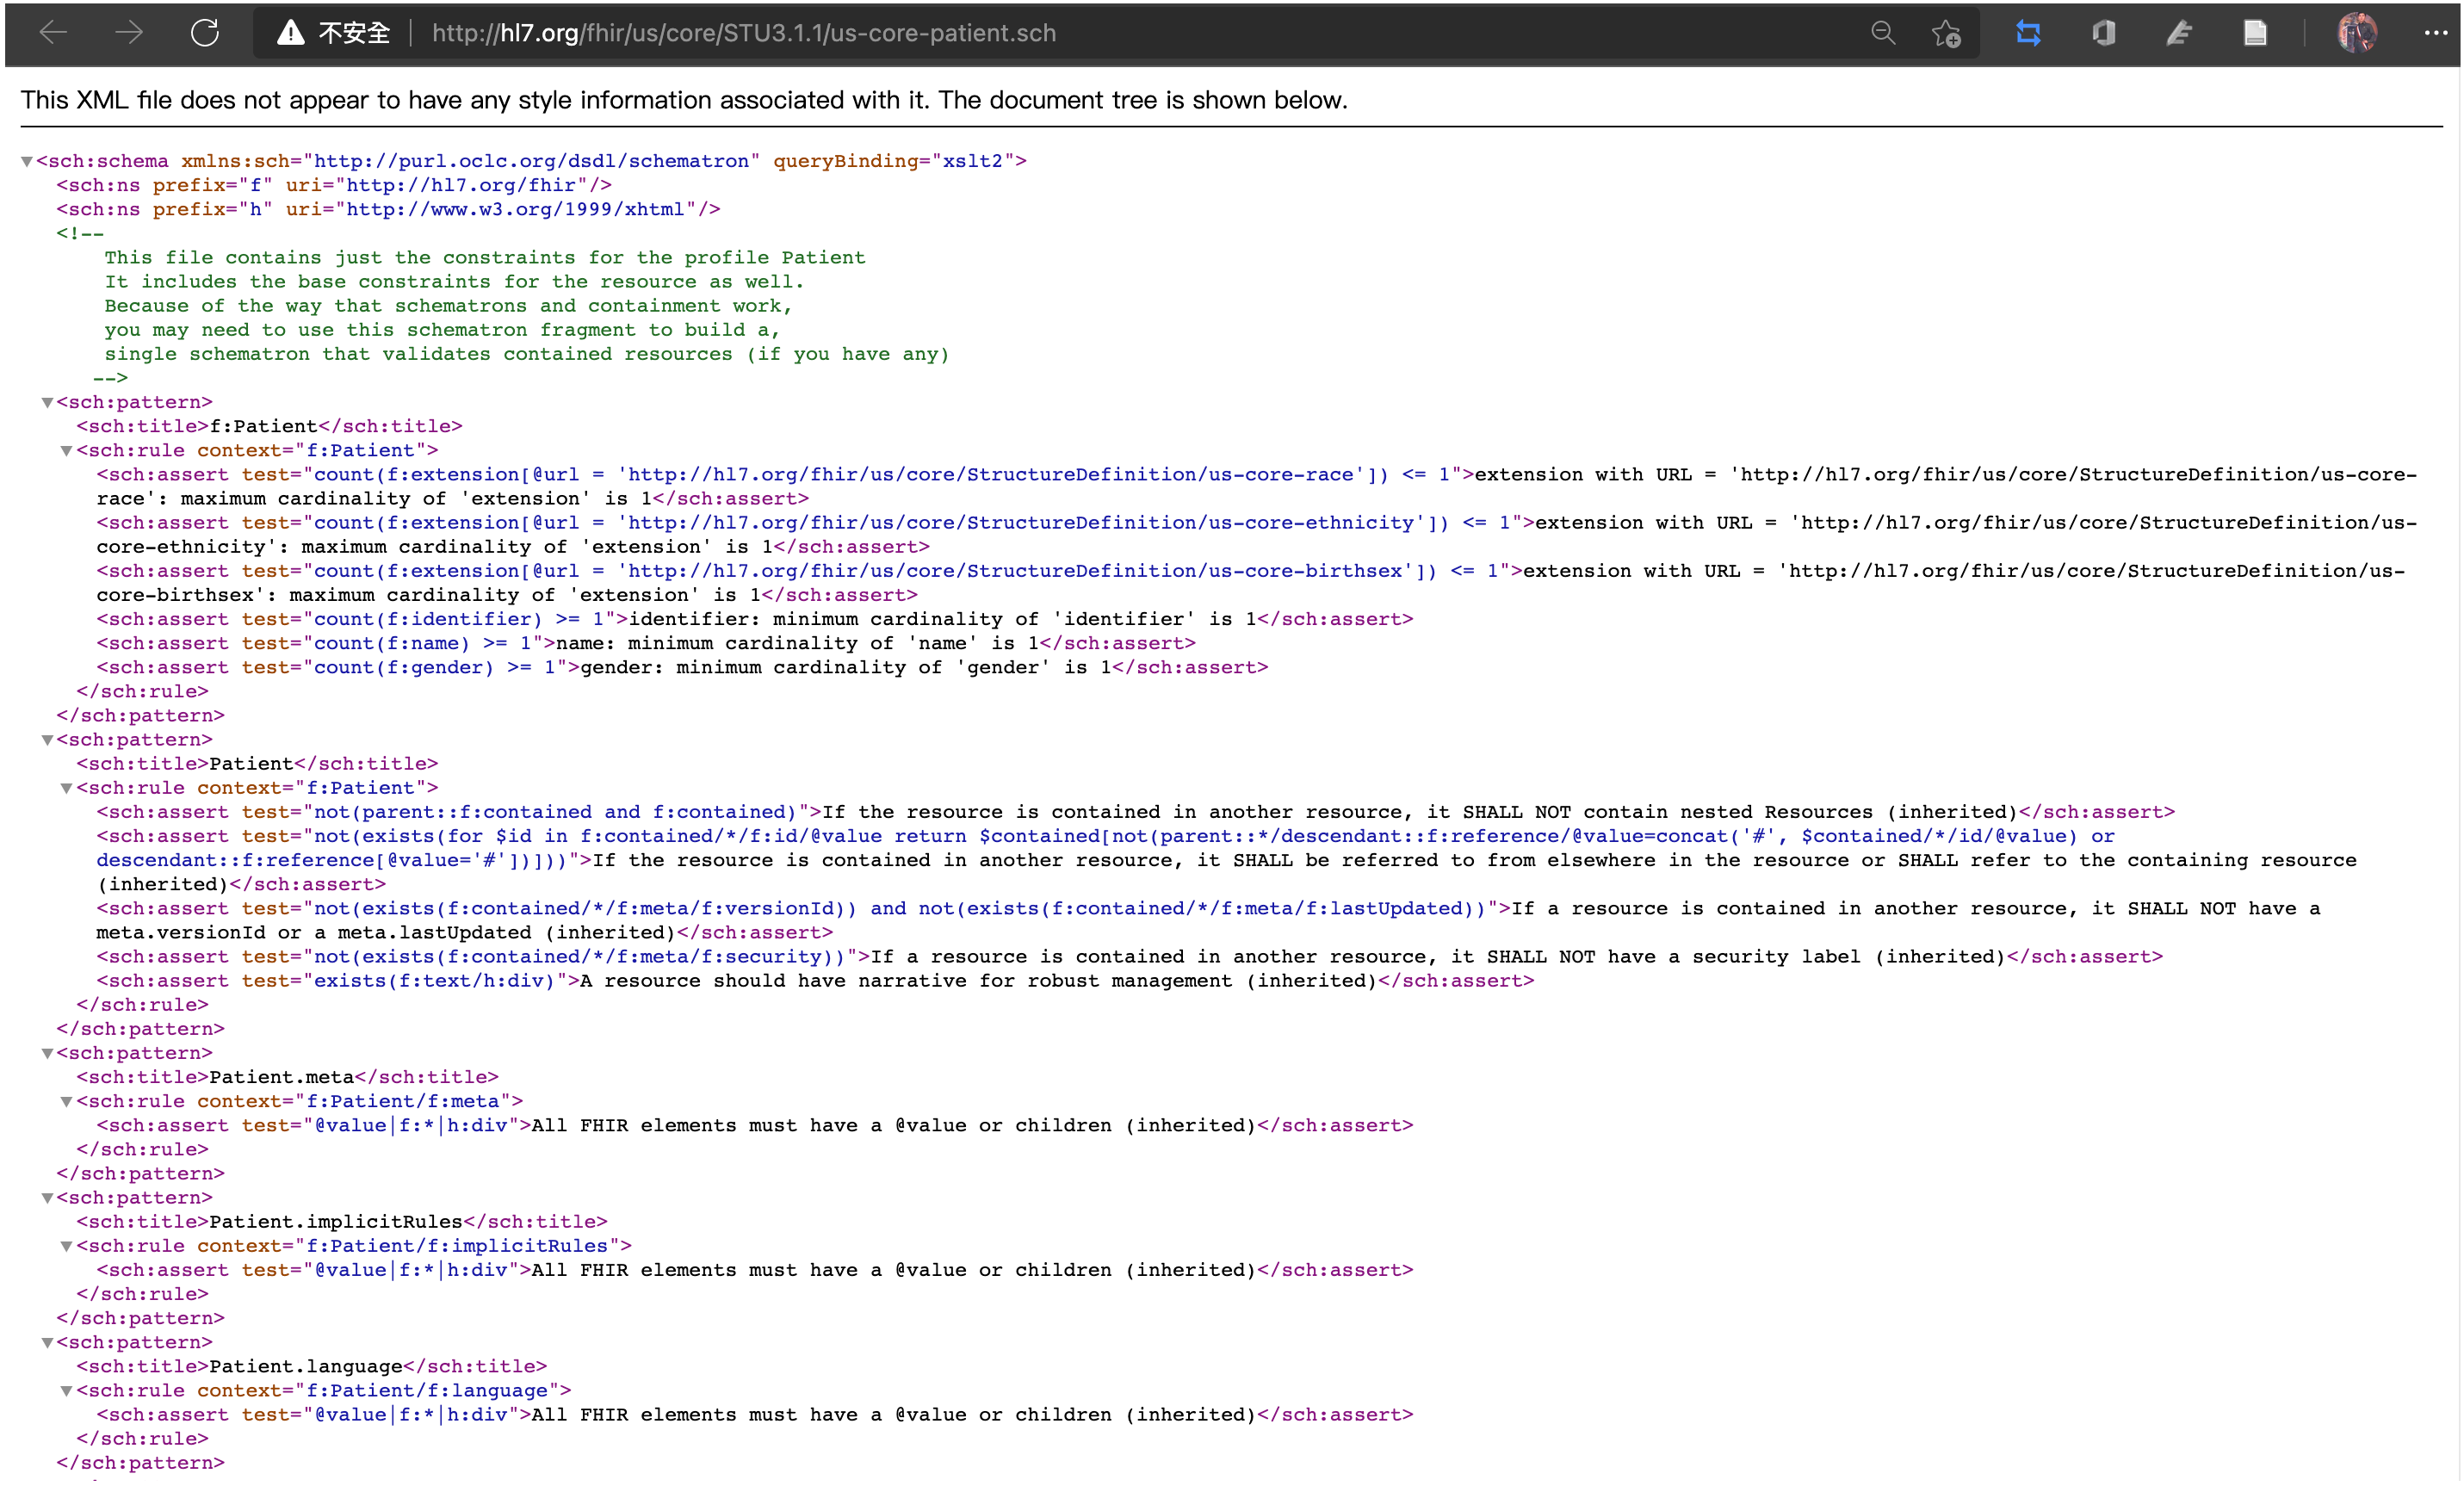 不安全 http://hl7.org/fhir/us/core/STU3.1.1/us-core-patient.sch
This XML file does not appear to have any style information associated with it. The document tree is shown below.
▼<sch:schema xmlns:sch="http://purl.oclc.org/dsdl/schematron" queryBinding="xslt2">
<sch:ns prefix="f" uri="http://hl7.org/fhir"/>
<sch:ns prefix="h" uri="http://www.w3.org/1999/xhtml"/>
<!--
This file contains just the constraints for the profile Patient
It includes the base constraints for the resource as well.
Because of the way that schematrons and containment work,
you may need to use this schematron fragment to build a,
single schematron that validates contained resources (if you have any)
-->
▼<sch:pattern>
<sch:title>f:Patient</sch:title>
▼<sch:rule context="f:Patient">
<sch:assert test="count(f:extension[@url = 'http://hl7.org/fhir/us/core/StructureDefinition/us-core-race']) <= 1">extension with URL = 'http://hl7.org/fhir/us/core/StructureDefinition/us-core-
race': maximum cardinality of 'extension' is 1</sch:assert>
<sch:assert test="count(f:extension[@url = 'http://hl7.org/fhir/us/core/StructureDefinition/us-core-ethnicity']) <= 1">extension with URL = 'http://hl7.org/fhir/us/core/StructureDefinition/us-
core-ethnicity': maximum cardinality of 'extension' is 1</sch:assert>
<sch:assert test="count(f:extension[@url = 'http://hl7.org/fhir/us/core/StructureDefinition/us-core-birthsex']) <= 1">extension with URL = 'http://hl7.org/fhir/us/core/StructureDefinition/us-
core-birthsex': maximum cardinality of 'extension' is 1</sch:assert>
<sch:assert test="count(f:identifier) >= 1">identifier: minimum cardinality of 'identifier' is 1</sch:assert>
<sch:assert test="count(f:name) >= 1">name: minimum cardinality of 'name' is 1</sch:assert>
<sch:assert test="count(f:gender) >= 1">gender: minimum cardinality of 'gender' is 1</sch:assert>
</sch:rule>
</sch:pattern>
▼<sch:pattern>
<sch:title>Patient</sch:title>
▼<sch:rule context="f:Patient">
<sch:assert test="not(parent::f:contained and f:contained)">If the resource is contained in another resource, it SHALL NOT contain nested Resources (inherited)</sch:assert>
<sch:assert test="not(exists(for $id in f:contained/*/f:id/@value return $contained[not(parent::*/descendant::f:reference/@value=concat('#', $contained/*/id/@value) or
descendant::f:reference[@value='#'])]))">If the resource is contained in another resource, it SHALL be referred to from elsewhere in the resource or SHALL refer to the containing resource
(inherited)</sch:assert>
<sch:assert test="not(exists(f:contained/*/f:meta/f:versionId)) and not(exists(f:contained/*/f:meta/f:lastUpdated))">If a resource is contained in another resource, it SHALL NOT have a
meta.versionId or a meta.lastUpdated (inherited)</sch:assert>
<sch:assert test="not(exists(f:contained/*/f:meta/f:security))">If a resource is contained in another resource, it SHALL NOT have a security label (inherited)</sch:assert>
<sch:assert test="exists(f:text/h:div)">A resource should have narrative for robust management (inherited)</sch:assert>
</sch:rule>
</sch:pattern>
▼<sch:pattern>
<sch:title>Patient.meta</sch:title>
▼<sch:rule context="f:Patient/f:meta">
<sch:assert test="@value|f:*|h:div">All FHIR elements must have a @value or children (inherited)</sch:assert>
</sch:rule>
</sch:pattern>
▼<sch:pattern>
<sch:title>Patient.implicitRules</sch:title>
▼<sch:rule context="f:Patient/f:implicitRules">
<sch:assert test="@value|f:*|h:div">All FHIR elements must have a @value or children (inherited)</sch:assert>
</sch:rule>
</sch:pattern>
▼<sch:pattern>
<sch:title>Patient.language</sch:title>
▼<sch:rule context="f:Patient/f:language">
<sch:assert test="@value|f:*|h:div">All FHIR elements must have a @value or children (inherited)</sch:assert>
</sch:rule>
</sch:pattern>